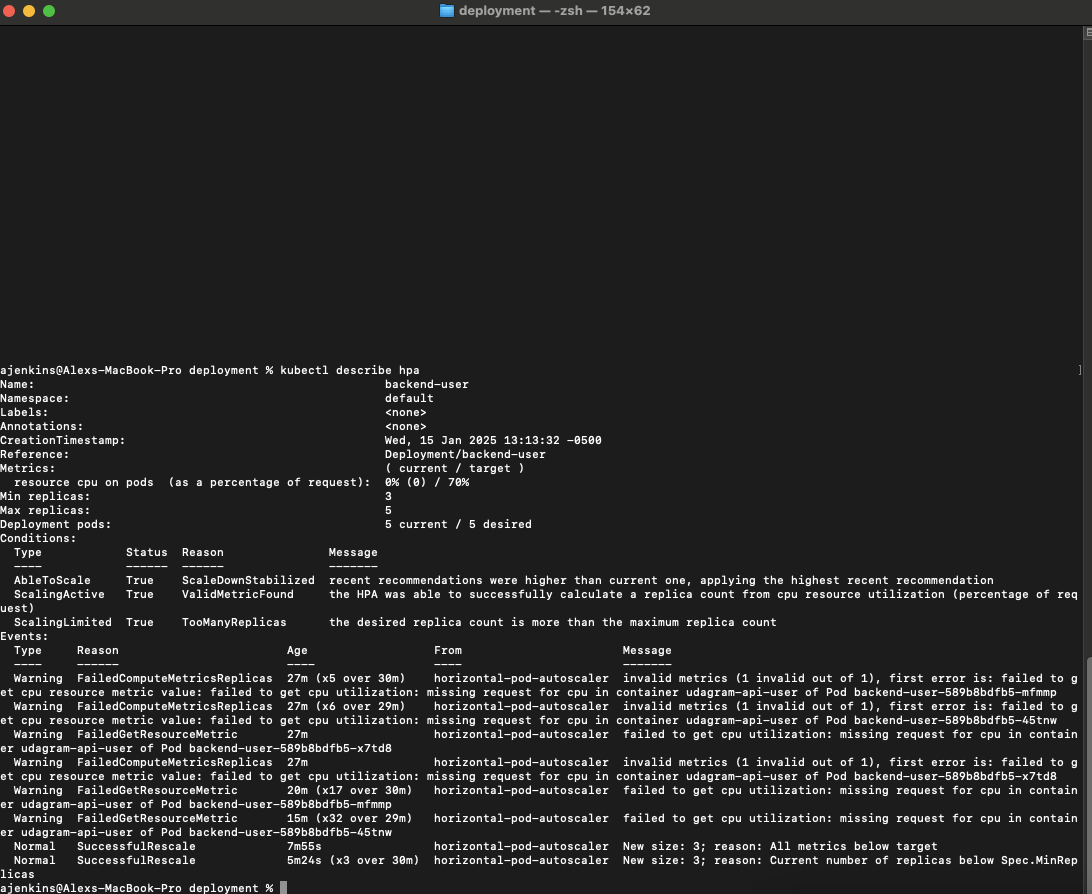 deployment — -zsh — 154×62
ajenkins@Alexs-MacBook-Pro deployment % kubectl describe hpa
Name:                                                  backend-user
Namespace:                                             default
Labels:                                                <none>
Annotations:                                           <none>
CreationTimestamp:                                     Wed, 15 Jan 2025 13:13:32 -0500
Reference:                                             Deployment/backend-user
Metrics:                                               ( current / target )
  resource cpu on pods  (as a percentage of request):  0% (0) / 70%
Min replicas:                                          3
Max replicas:                                          5
Deployment pods:                                       5 current / 5 desired
Conditions:
  Type            Status  Reason               Message
  ----            ------  ------               -------
  AbleToScale     True    ScaleDownStabilized  recent recommendations were higher than current one, applying the highest recent recommendation
  ScalingActive   True    ValidMetricFound     the HPA was able to successfully calculate a replica count from cpu resource utilization (percentage of req
uest)
  ScalingLimited  True    TooManyReplicas      the desired replica count is more than the maximum replica count
Events:
  Type     Reason                        Age                  From                       Message
  ----     ------                        ----                 ----                       -------
  Warning  FailedComputeMetricsReplicas  27m (x5 over 30m)    horizontal-pod-autoscaler  invalid metrics (1 invalid out of 1), first error is: failed to g
et cpu resource metric value: failed to get cpu utilization: missing request for cpu in container udagram-api-user of Pod backend-user-589b8bdfb5-mfmmp
  Warning  FailedComputeMetricsReplicas  27m (x6 over 29m)    horizontal-pod-autoscaler  invalid metrics (1 invalid out of 1), first error is: failed to g
et cpu resource metric value: failed to get cpu utilization: missing request for cpu in container udagram-api-user of Pod backend-user-589b8bdfb5-45tnw
  Warning  FailedGetResourceMetric       27m                  horizontal-pod-autoscaler  failed to get cpu utilization: missing request for cpu in contain
er udagram-api-user of Pod backend-user-589b8bdfb5-x7td8
  Warning  FailedComputeMetricsReplicas  27m                  horizontal-pod-autoscaler  invalid metrics (1 invalid out of 1), first error is: failed to g
et cpu resource metric value: failed to get cpu utilization: missing request for cpu in container udagram-api-user of Pod backend-user-589b8bdfb5-x7td8
  Warning  FailedGetResourceMetric       20m (x17 over 30m)   horizontal-pod-autoscaler  failed to get cpu utilization: missing request for cpu in contain
er udagram-api-user of Pod backend-user-589b8bdfb5-mfmmp
  Warning  FailedGetResourceMetric       15m (x32 over 29m)   horizontal-pod-autoscaler  failed to get cpu utilization: missing request for cpu in contain
er udagram-api-user of Pod backend-user-589b8bdfb5-45tnw
  Normal   SuccessfulRescale             7m55s                horizontal-pod-autoscaler  New size: 3; reason: All metrics below target
  Normal   SuccessfulRescale             5m24s (x3 over 30m)  horizontal-pod-autoscaler  New size: 3; reason: Current number of replicas below Spec.MinRep
licas
ajenkins@Alexs-MacBook-Pro deployment %